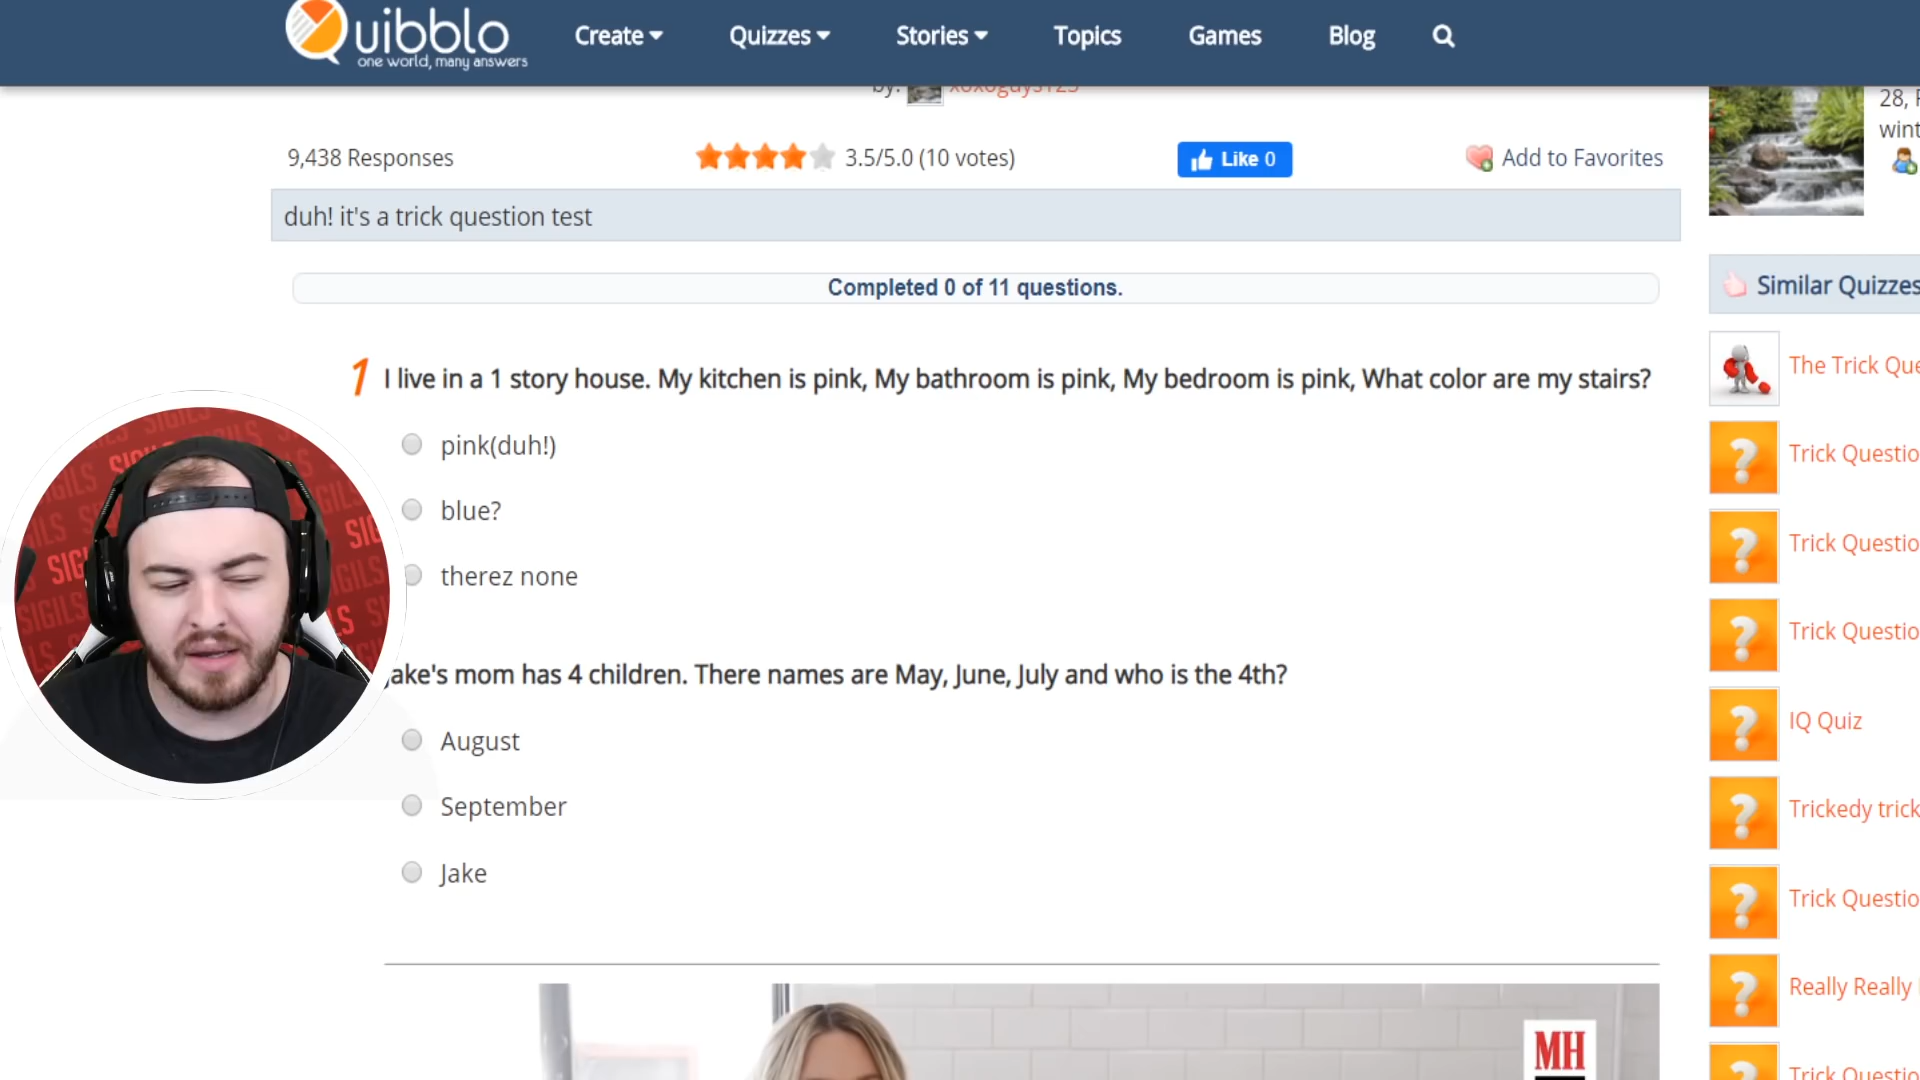 Quibblo
one world, many answers
Create
Quizzes
Stories
Topics
Games
Blog
by: xoxoguys123
28,
wint
9,438 Responses
3.5/5.0 (10 votes)
Like 0
Add to Favorites
duh! it's a trick question test
Completed 0 of 11 questions.
Similar Quizzes
1 I live in a 1 story house. My kitchen is pink, My bathroom is pink, My bedroom is pink, What color are my stairs?
pink(duh!)
blue?
therez none
ake's mom has 4 children. There names are May, June, July and who is the 4th?
August
September
Jake
The Trick Que
Trick Questio
Trick Questio
Trick Questio
IQ Quiz
Trickedy trick
Trick Questio
Really Really
Trick Questio
MH
SIGILS